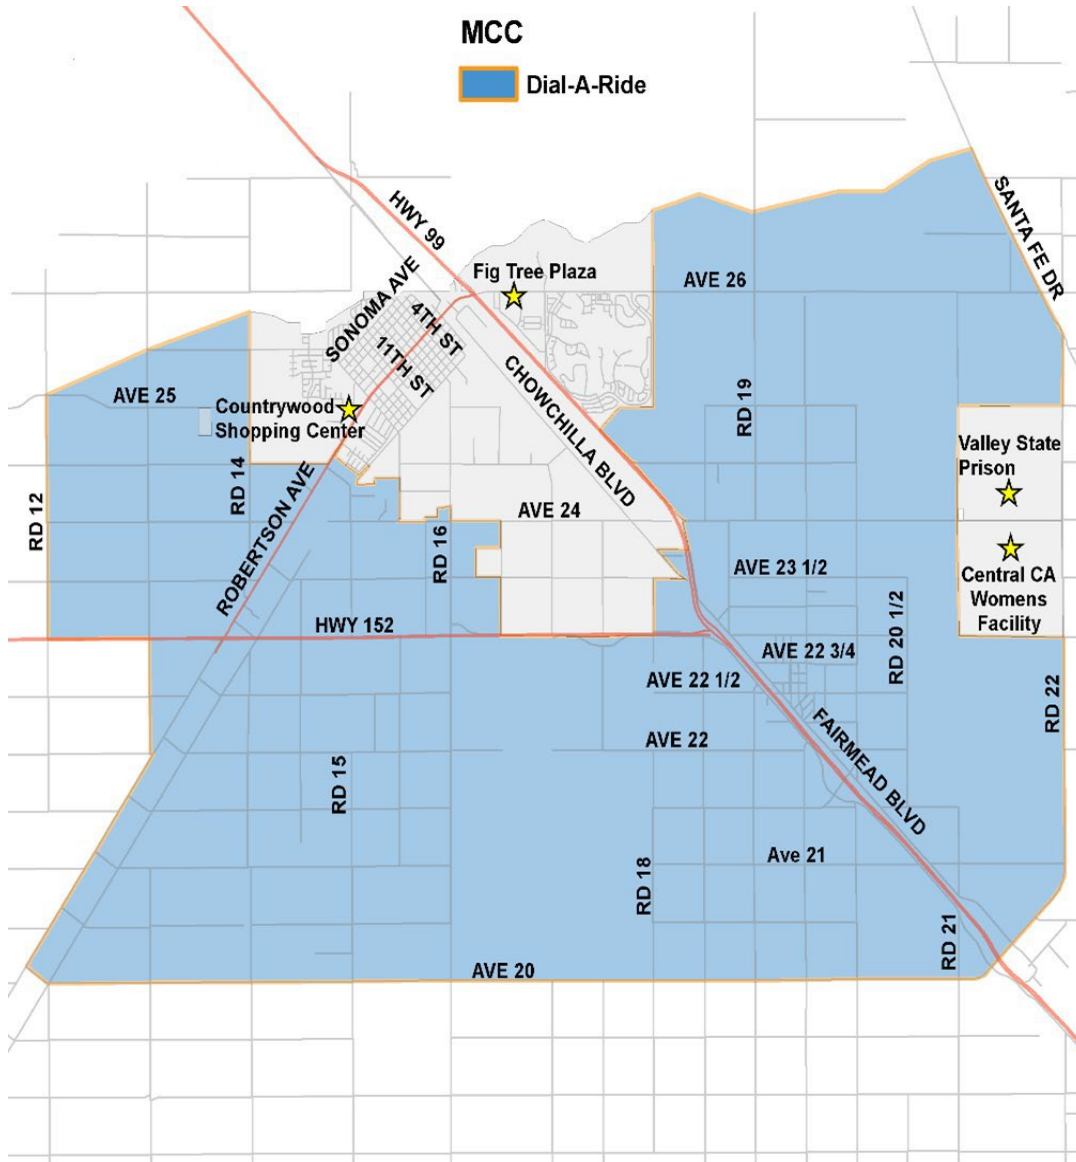 MCC
Dial-A-Ride
HWY 99
SANTA FE DR
SONOMA AVE
Fig Tree Plaza
AVE 26
4TH ST
11TH ST
CHOWCHILLA BLVD
AVE 25
Countrywood
Shopping Center
RD 19
Valley State
Prison
RD 12
RD 14
ROBERTSON AVE
AVE 24
RD 16
AVE 23 1/2
Central CA
Womens
Facility
HWY 152
RD 20 1/2
AVE 22 3/4
AVE 22 1/2
RD 22
AVE 22
FAIRMEAD BLVD
RD 15
Ave 21
RD 18
RD 21
AVE 20